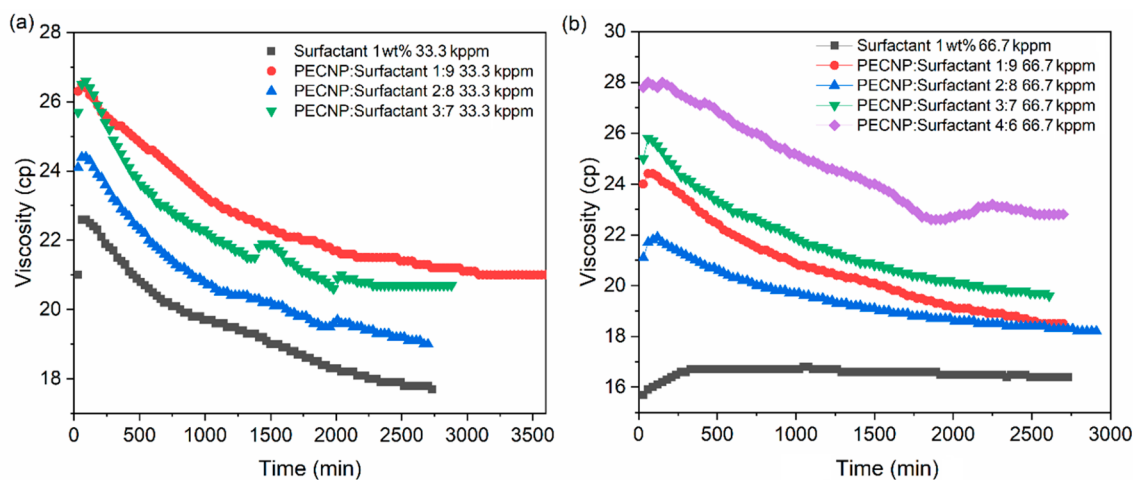 (a)
28
26
24
22
20
18
Viscosity (cp)
0
500
1000
1500
2000
2500
3000
3500
Time (min)
Surfactant 1wt% 33.3 kppm
PECNP:Surfactant 1:9 33.3 kppm
PECNP:Surfactant 2:8 33.3 kppm
PECNP:Surfactant 3:7 33.3 kppm
(b)
30
28
26
24
22
20
18
16
Viscosity (cp)
0
500
1000
1500
2000
2500
3000
Time (min)
Surfactant 1wt% 66.7 kppm
PECNP:Surfactant 1:9 66.7 kppm
PECNP:Surfactant 2:8 66.7 kppm
PECNP:Surfactant 3:7 66.7 kppm
PECNP:Surfactant 4:6 66.7 kppm